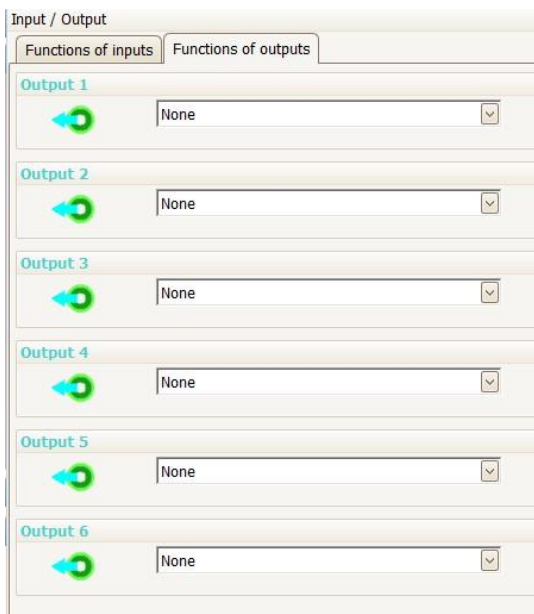 Input / Output
Functions of inputs Functions of outputs
Output 1
None
Output 2
None
Output 3
None
Output 4
None
Output 5
None
Output 6
None